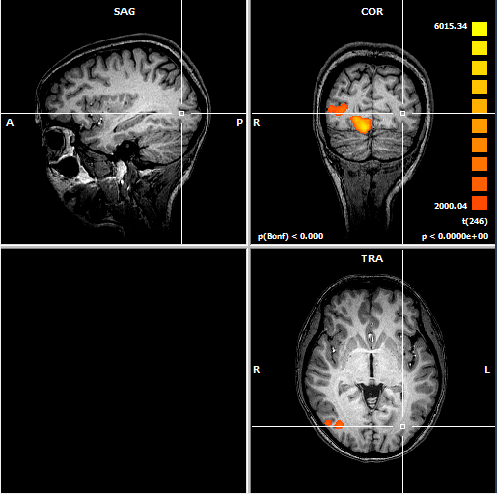 SAG
A
P
COR
6015.34
R
2000.04
t(246)
p(Bonf) < 0.000
p < 0.0000e+00
TRA
R
L